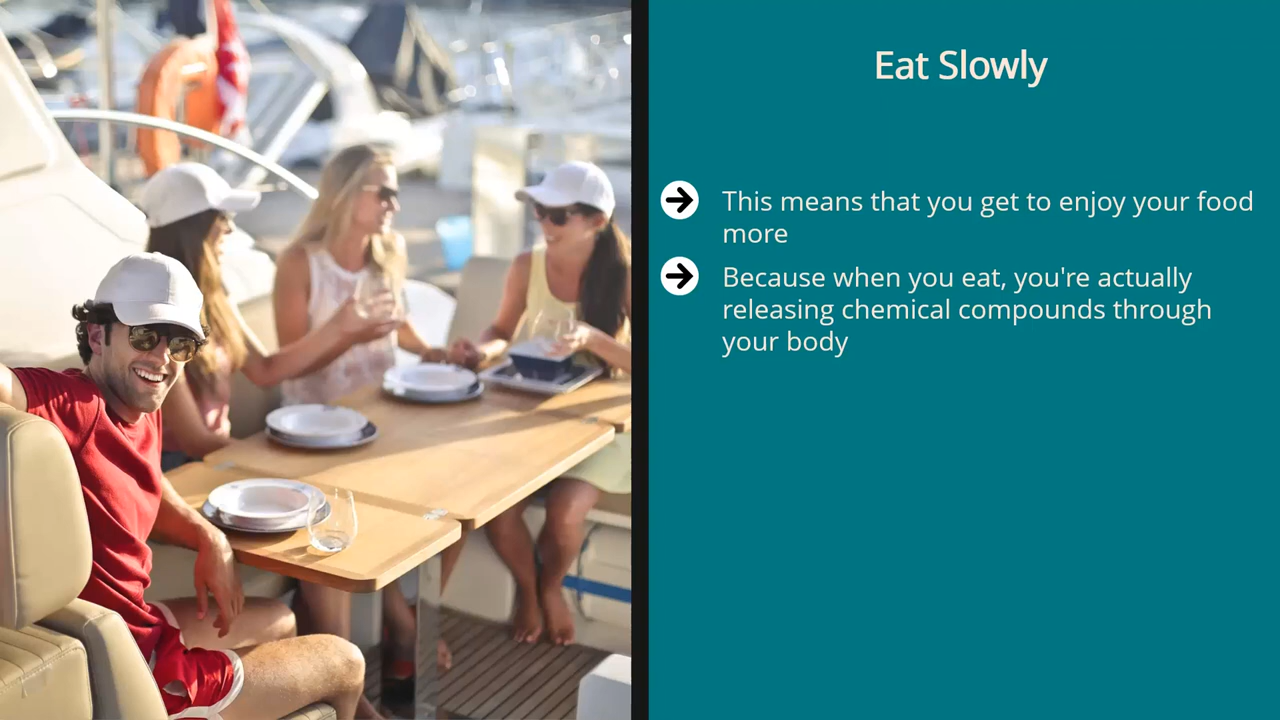 Eat Slowly
This means that you get to enjoy your food
more
Because when you eat, you're actually
releasing chemical compounds through
your body